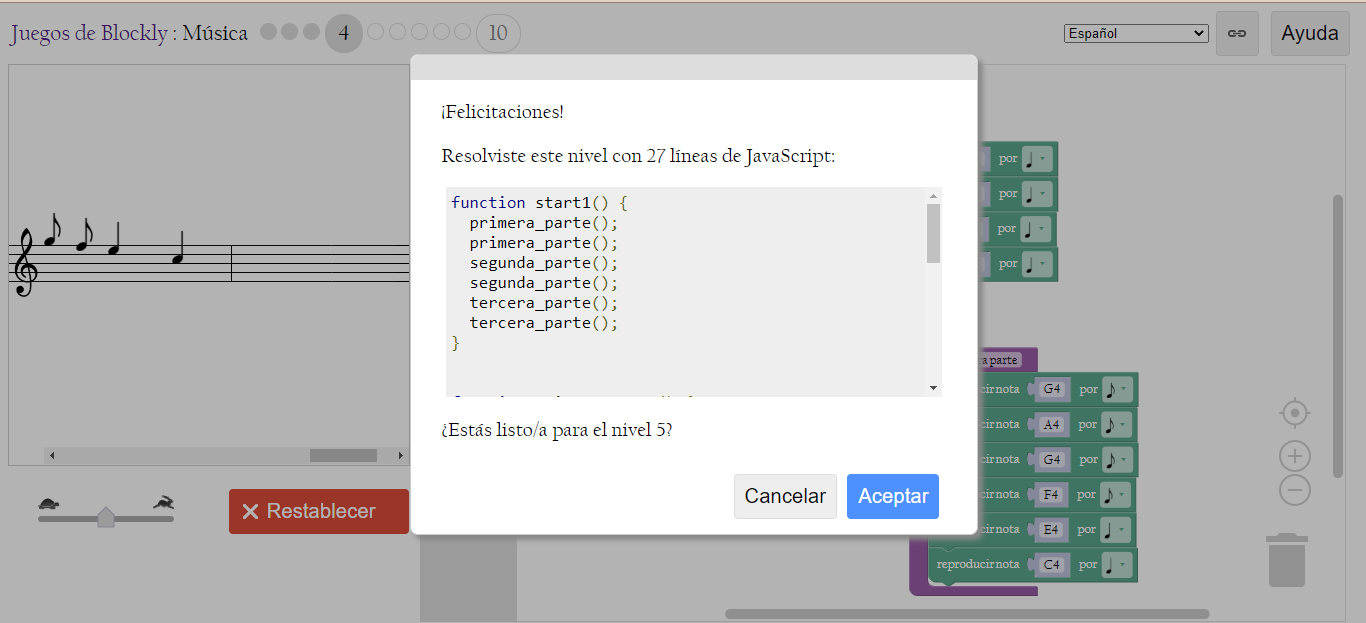 Juegos de Blockly : Música 4 10 Español Ayuda
¡Felicitaciones!
Resolviste este nivel con 27 líneas de JavaScript:
function start1() {
primera_parte();
primera_parte();
segunda_parte();
segunda_parte();
tercera_parte();
tercera_parte();
}
¿Estás listo/a para el nivel 5?
Cancelar Aceptar
Restablecer
por
por
por
por
a parte
cirnota G4 por
cirnota A4 por
cirnota G4 por
cirnota F4 por
cirnota E4 por
reproducirnota C4 por